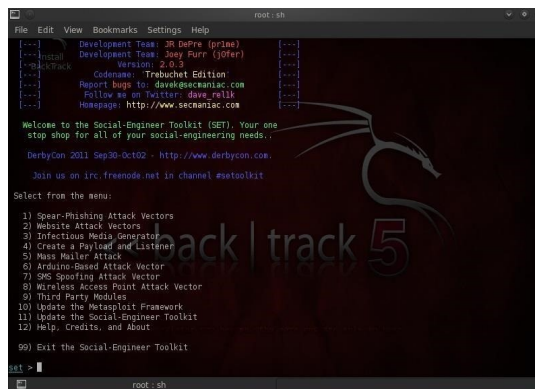 root : sh
File Edit View Bookmarks Settings Help
[---] Development Team: JR DePre (pr1me) [---]
[---] Development Team: Joey Furr (j0fer) [---]
[---] Version: 2.0.3 [---]
[---] Codename: 'Trebuchet Edition' [---]
[---] Report bugs to: davek@secmaniac.com [---]
[---] Follow me on Twitter: dave_rel1k [---]
[---] Homepage: http://www.secmaniac.com [---]
Install
BackTrack
Welcome to the Social-Engineer Toolkit (SET). Your one
stop shop for all of your social-engineering needs..
DerbyCon 2011 Sep30-Oct02 - http://www.derbycon.com.
Join us on irc.freenode.net in channel #setoolkit
Select from the menu:
1) Spear-Phishing Attack Vectors
2) Website Attack Vectors
3) Infectious Media Generator
4) Create a Payload and Listener
5) Mass Mailer Attack
6) Arduino-Based Attack Vector
7) SMS Spoofing Attack Vector
8) Wireless Access Point Attack Vector
9) Third Party Modules
10) Update the Metasploit Framework
11) Update the Social-Engineer Toolkit
12) Help, Credits, and About
99) Exit the Social-Engineer Toolkit
back | track 5
set >
root : sh